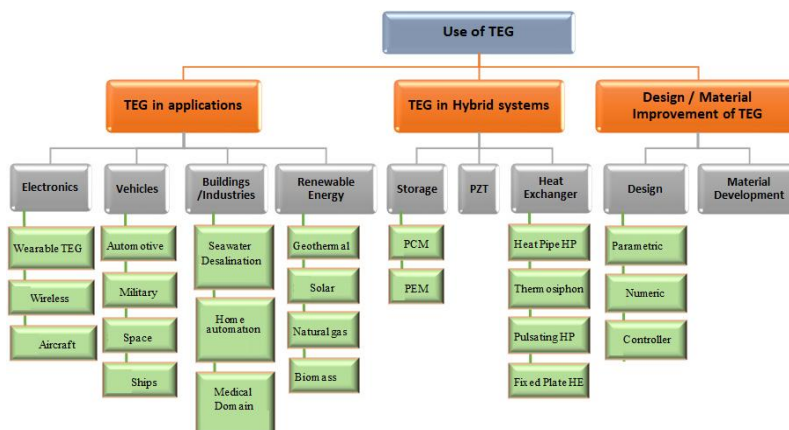 Use of TEG
TEG in applications
TEG in Hybrid systems
Design / Material
Improvement of TEG
Electronics
Vehicles
Buildings
/Industries
Renewable
Energy
Storage
PZT
Heat
Exchanger
Design
Material
Development
Wearable TEG
Wireless
Aircraft
Automotive
Military
Space
Ships
Seawater
Desalination
Home
automation
Medical
Domain
Geothermal
Solar
Natural gas
Biomass
PCM
PEM
Heat Pipe HP
Thermosiphon
Pulsating HP
Fixed Plate HE
Parametric
Numeric
Controller